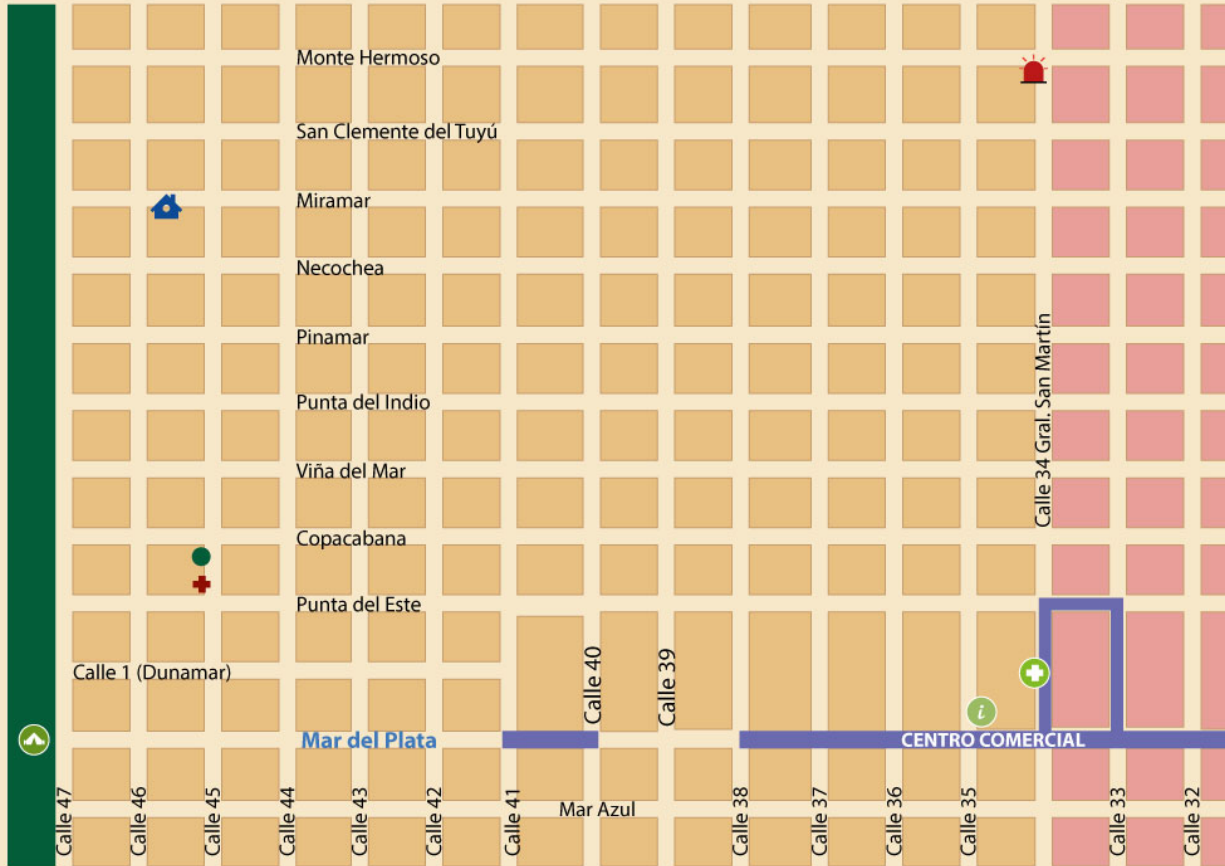 Monte Hermoso
San Clemente del Tuyú
Miramar
Necochea
Pinamar
Calle 34 Gral. San Martín
Punta del Indio
Viña del Mar
Copacabana
Punta del Este
Calle 1 (Dunamar)
Calle 40
Calle 39
i
Mar del Plata
CENTRO COMERCIAL
Mar Azul
Calle 47
Calle 46
Calle 45
Calle 44
Calle 43
Calle 42
Calle 41
Calle 38
Calle 37
Calle 36
Calle 35
Calle 33
Calle 32